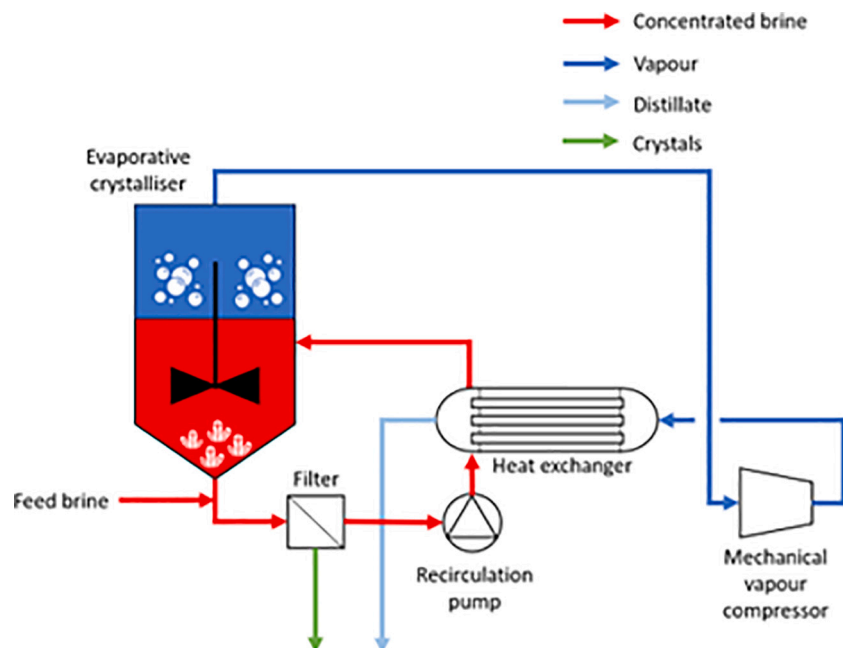 Concentrated brine
Vapour
Distillate
Crystals
Evaporative
crystalliser
Feed brine
Filter
Heat exchanger
Recirculation
pump
Mechanical
vapour
compressor